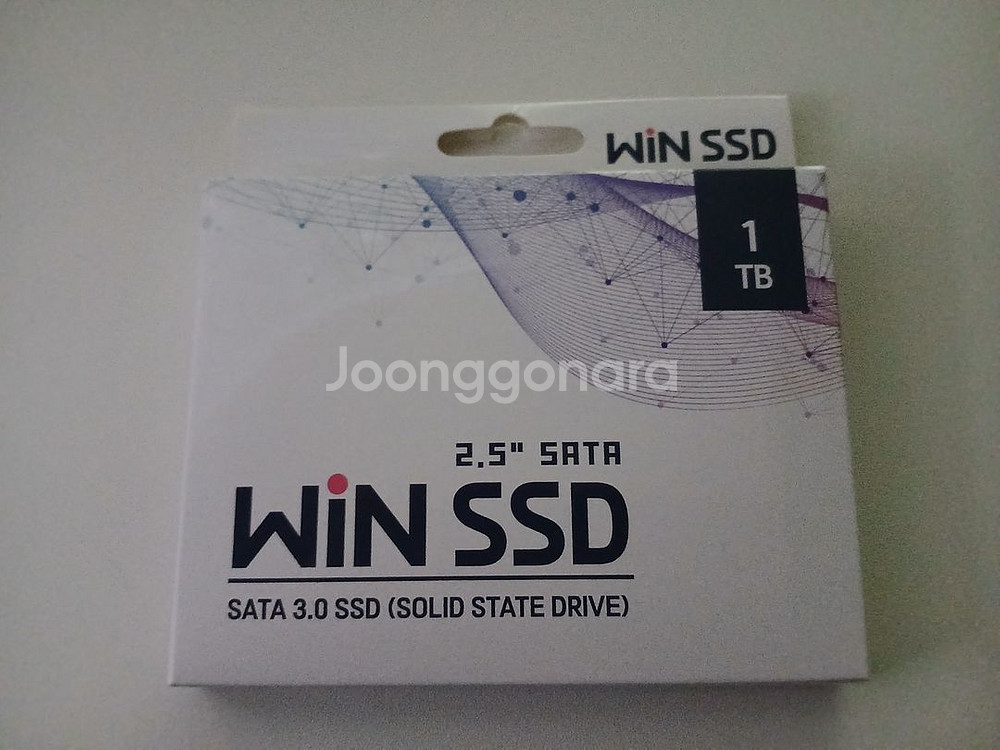 WiN SSD
1
TB
Joonggonara
2.5" SATA
WiN SSD
SATA 3.0 SSD (SOLID STATE DRIVE)